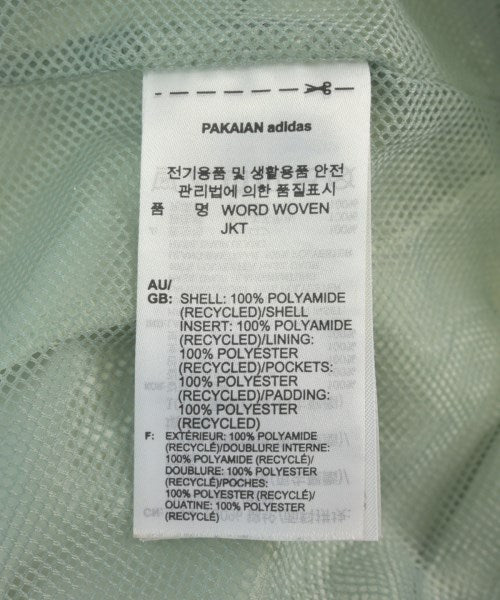 PAKAIAN adidas
전기용품 및 생활용품 안전
관리법에 의한 품질표시
품 명 WORD WOVEN
JKT
AU/
GB: SHELL: 100% POLYAMIDE
(RECYCLED)/SHELL
INSERT: 100% POLYAMIDE
(RECYCLED)/LINING:
100% POLYESTER
(RECYCLED)/POCKETS:
100% POLYESTER
(RECYCLED)/PADDING:
100% POLYESTER
(RECYCLED)
F: EXTÉRIEUR: 100% POLYAMIDE
(RECYCLÉ)/DOUBLURE INTERNE:
100% POLYAMIDE (RECYCLÉ)/
DOUBLURE: 100% POLYESTER
(RECYCLÉ)/POCHES:
100% POLYESTER (RECYCLÉ)/
OUATINE: 100% POLYESTER
(RECYCLÉ)